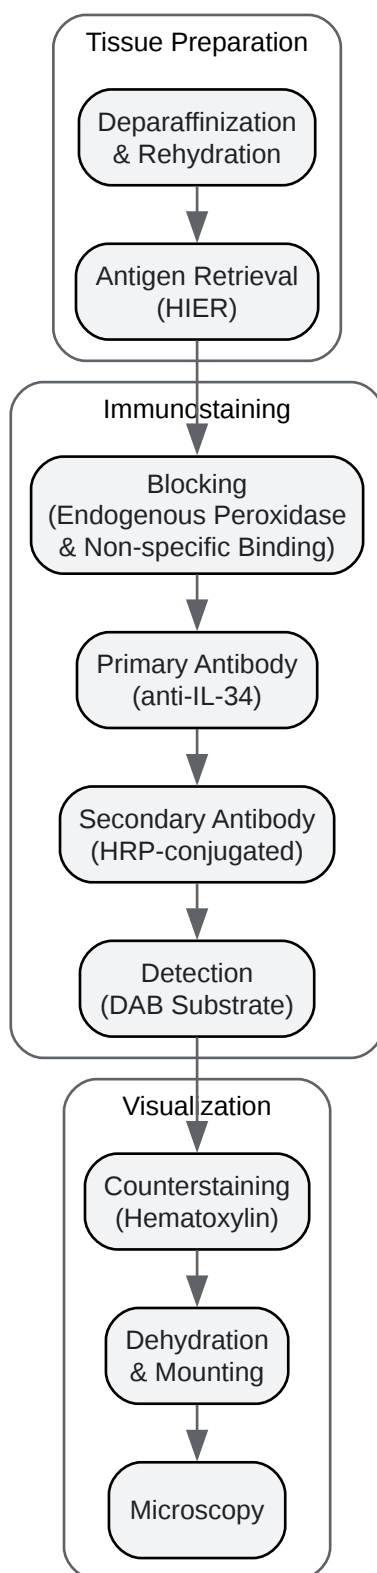 Tissue Preparation
Deparaffinization
& Rehydration
Antigen Retrieval
(HIER)
Immunostaining
Blocking
(Endogenous Peroxidase
& Non-specific Binding)
Primary Antibody
(anti-IL-34)
Secondary Antibody
(HRP-conjugated)
Detection
(DAB Substrate)
Visualization
Counterstaining
(Hematoxylin)
Dehydration
& Mounting
Microscopy